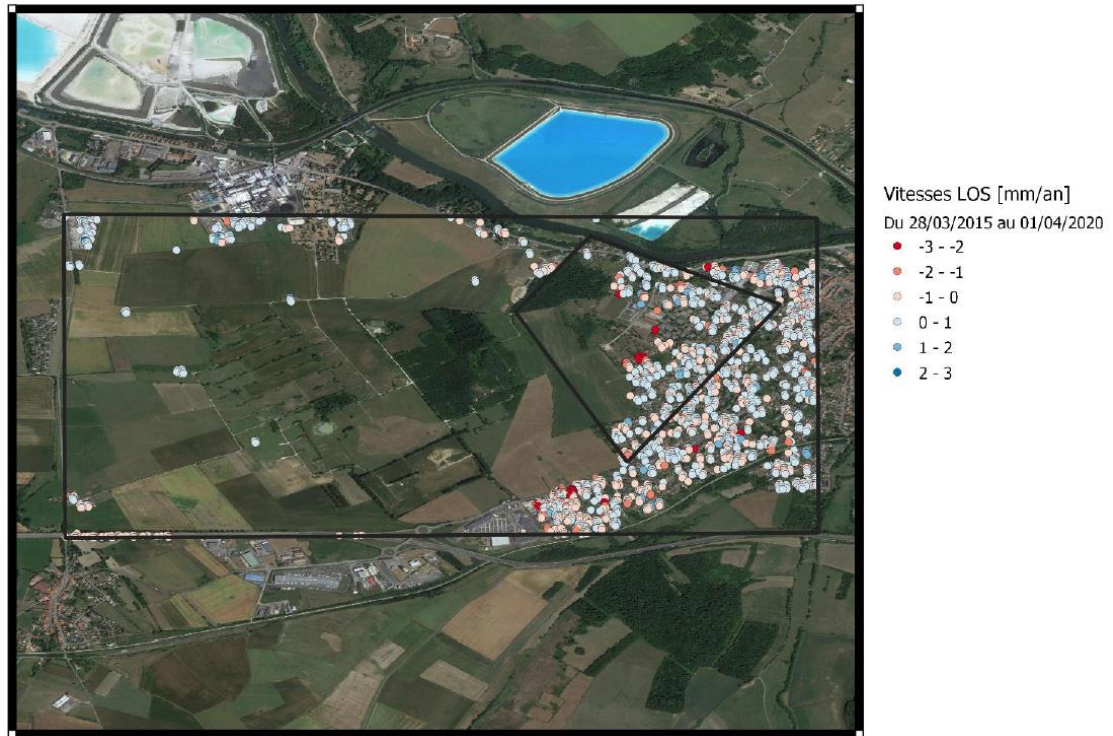 Vitesses LOS [mm/an]
Du 28/03/2015 au 01/04/2020
-3 - -2
-2 - -1
-1 - 0
0 - 1
1 - 2
2 - 3